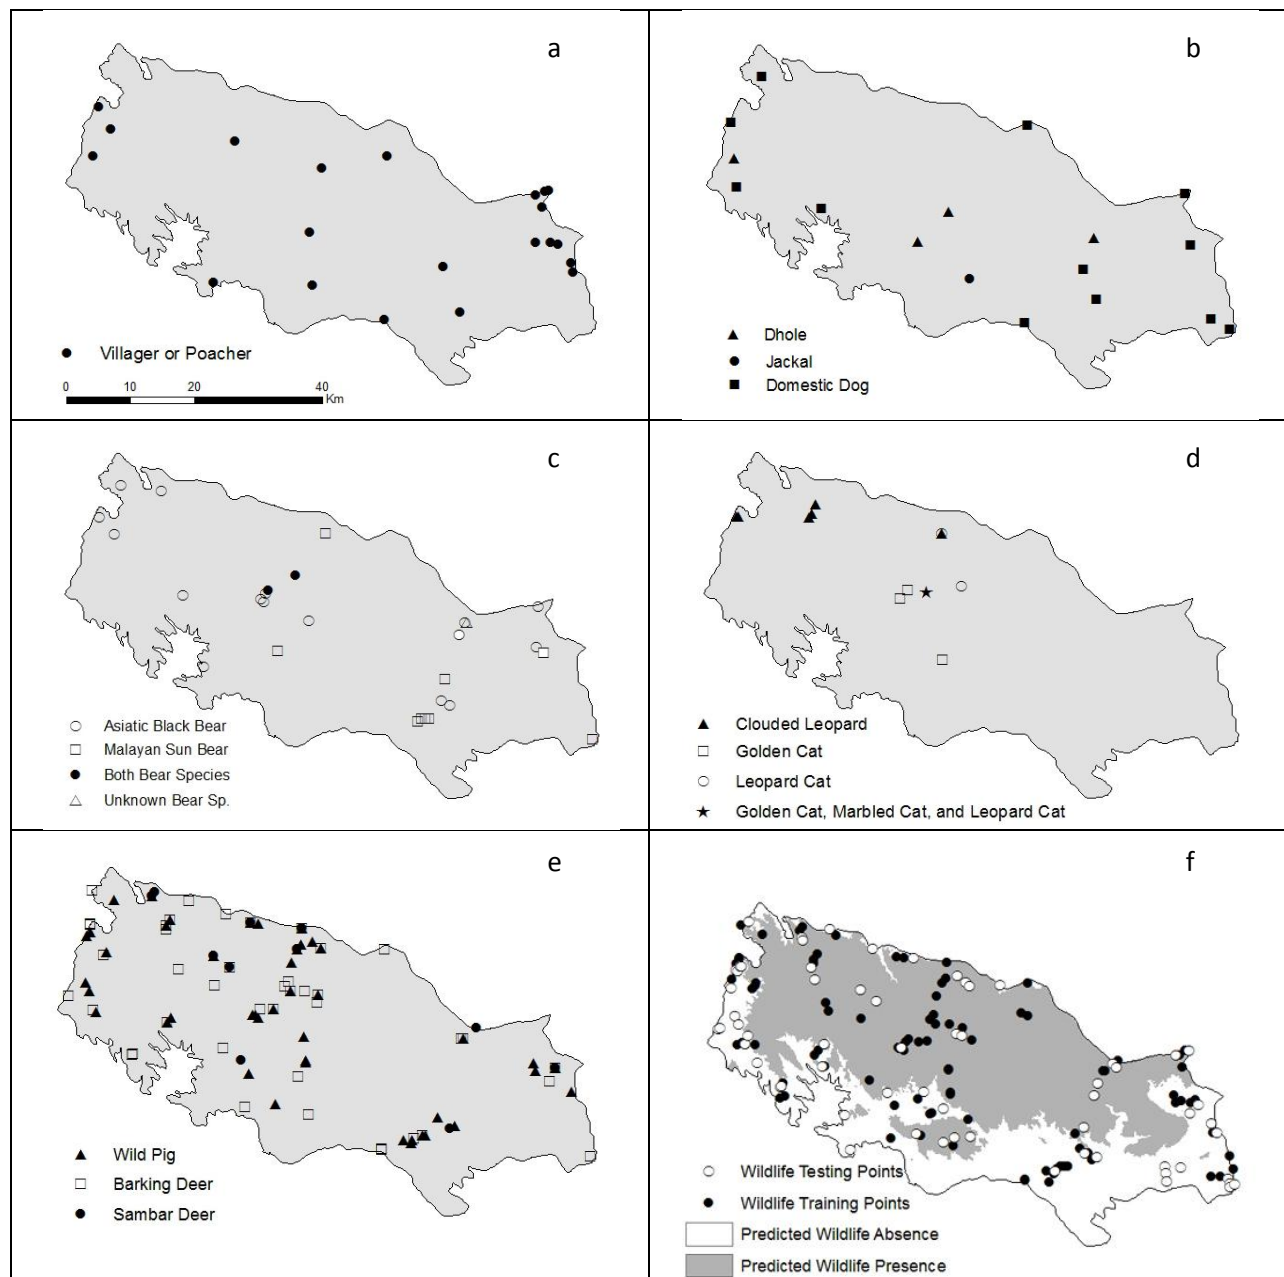 a
Villager or Poacher
0 10 20 40
Km
b
Dhole
Jackal
Domestic Dog
c
Asiatic Black Bear
Malayan Sun Bear
Both Bear Species
Unknown Bear Sp.
d
Clouded Leopard
Golden Cat
Leopard Cat
Golden Cat, Marbled Cat, and Leopard Cat
e
Wild Pig
Barking Deer
Sambar Deer
f
Wildlife Testing Points
Wildlife Training Points
Predicted Wildlife Absence
Predicted Wildlife Presence